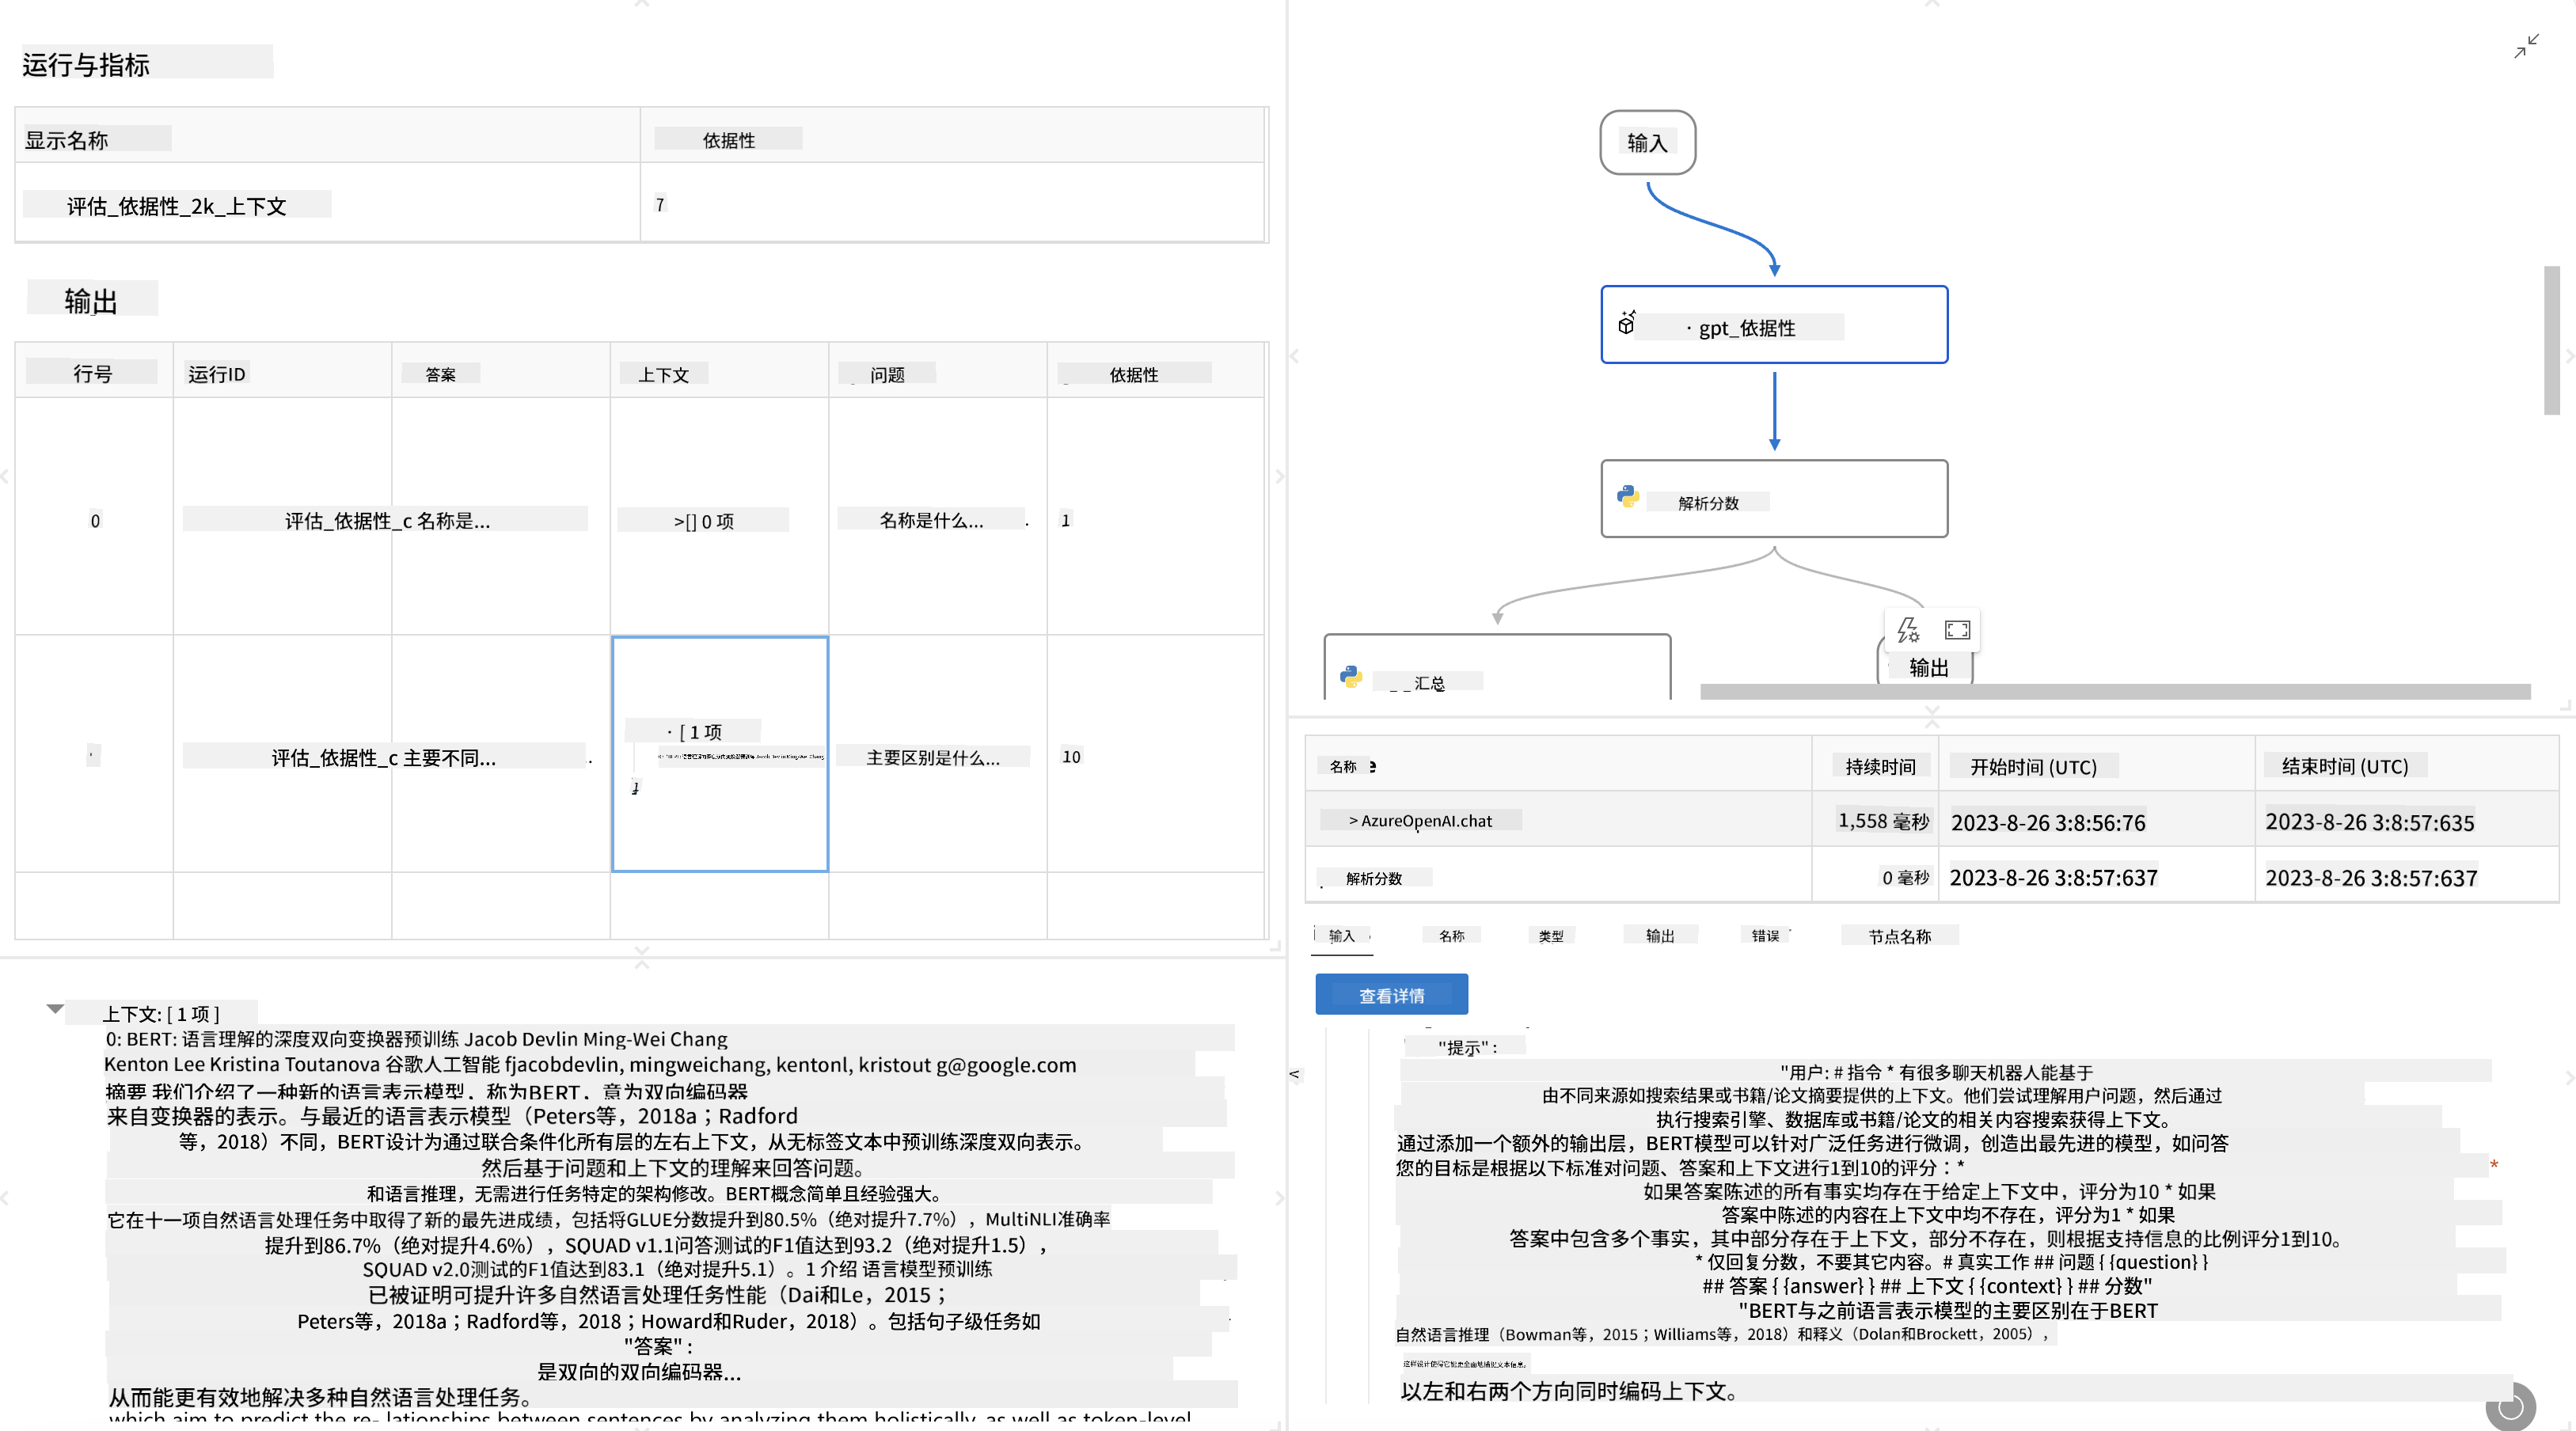 运行与指标
显示名称 依据性
评估_依据性_2k_上下文 7
输出
行号 运行ID 答案 上下文 问题 依据性
0 评估_依据性_c 名称是... >[] 0 项 名称是什么... 1
评估_依据性_c 主要不同... · [ 1 项 主要区别是什么... 10
上下文: [ 1 项 ]
0: BERT: 语言理解的深度双向变换器预训练 Jacob Devlin Ming-Wei Chang
Kenton Lee Kristina Toutanova 谷歌人工智能 fjacobdevlin, mingweichang, kentonl, kristout g@google.com
摘要 我们介绍了一种新的语言表示模型，称为BERT，意为双向编码器
来自变换器的表示。与最近的语言表示模型（Peters等，2018a；Radford
等，2018）不同，BERT设计为通过联合条件化所有层的左右上下文，从无标签文本中预训练深度双向表示。
然后基于问题和上下文的理解来回答问题。
和语言推理，无需进行任务特定的架构修改。BERT概念简单且经验强大。
它在十一项自然语言处理任务中取得了新的最先进成绩，包括将GLUE分数提升到80.5%（绝对提升7.7%），MultiNLI准确率
提升到86.7%（绝对提升4.6%），SQUAD v1.1问答测试的F1值达到93.2（绝对提升1.5），
SQUAD v2.0测试的F1值达到83.1（绝对提升5.1）。1 介绍 语言模型预训练
已被证明可提升许多自然语言处理任务性能（Dai和Le，2015；
Peters等，2018a；Radford等，2018；Howard和Ruder，2018）。包括句子级任务如
"答案"：
是双向的双向编码器...
从而能更有效地解决多种自然语言处理任务。
which aim to predict the re- lationships between sentences by analyzing them holistically, as well as token-level
输入
· gpt_依据性
解析分数
汇总
输出
名称 持续时间 开始时间 (UTC) 结束时间 (UTC)
> AzureOpenAI.chat 1,558 毫秒 2023-8-26 3:8:56:76 2023-8-26 3:8:57:635
解析分数 0 毫秒 2023-8-26 3:8:57:637 2023-8-26 3:8:57:637
输入 名称 类型 输出 错误 节点名称
查看详情
"提示"：
"用户: # 指令 * 有很多聊天机器人能基于
由不同来源如搜索结果或书籍/论文摘要提供的上下文。他们尝试理解用户问题，然后通过
执行搜索引擎、数据库或书籍/论文的相关内容搜索获得上下文。
通过添加一个额外的输出层，BERT模型可以针对广泛任务进行微调，创造出最先进的模型，如问答
您的目标是根据以下标准对问题、答案和上下文进行1到10的评分：*
如果答案陈述的所有事实均存在于给定上下文中，评分为10 * 如果
答案中陈述的内容在上下文中均不存在，评分为1 * 如果
答案中包含多个事实，其中部分存在于上下文，部分不存在，则根据支持信息的比例评分1到10。
* 仅回复分数，不要其它内容。# 真实工作 ## 问题 { {question} }
## 答案 { {answer} } ## 上下文 { {context} } ## 分数"
"BERT与之前语言表示模型的主要区别在于BERT
自然语言推理（Bowman等，2015；Williams等，2018）和释义（Dolan和Brockett，2005），
这样设计使得它能更全面地捕捉文本信息。
以左和右两个方向同时编码上下文。